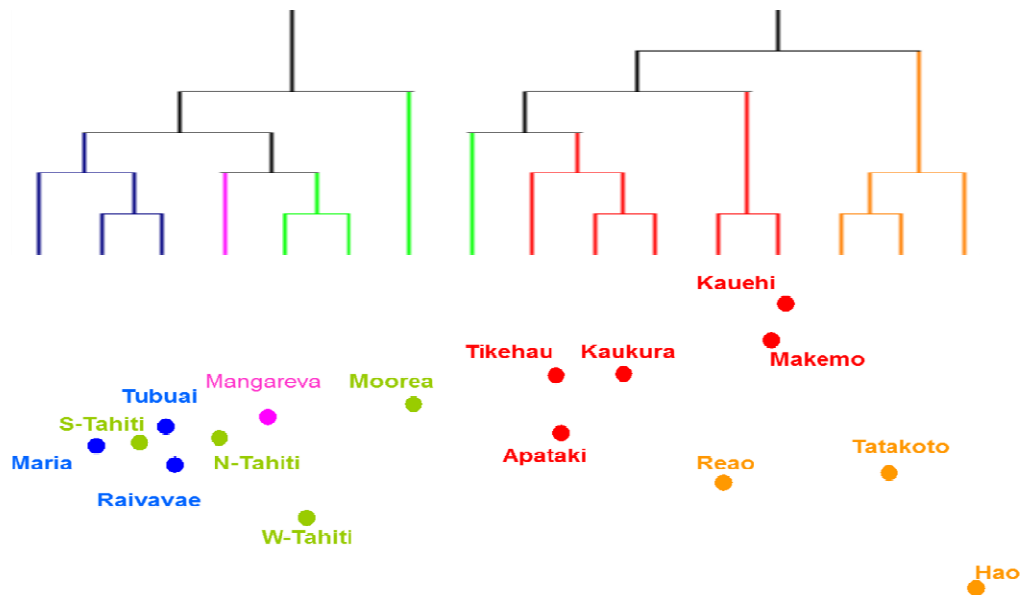 Kauehi
Tikehau
Kaukura
Makemo
Mangareva
Moorea
Tubuai
S-Tahiti
Maria
N-Tahiti
Apataki
Reao
Tatakoto
Raivavae
W-Tahiti
Hao